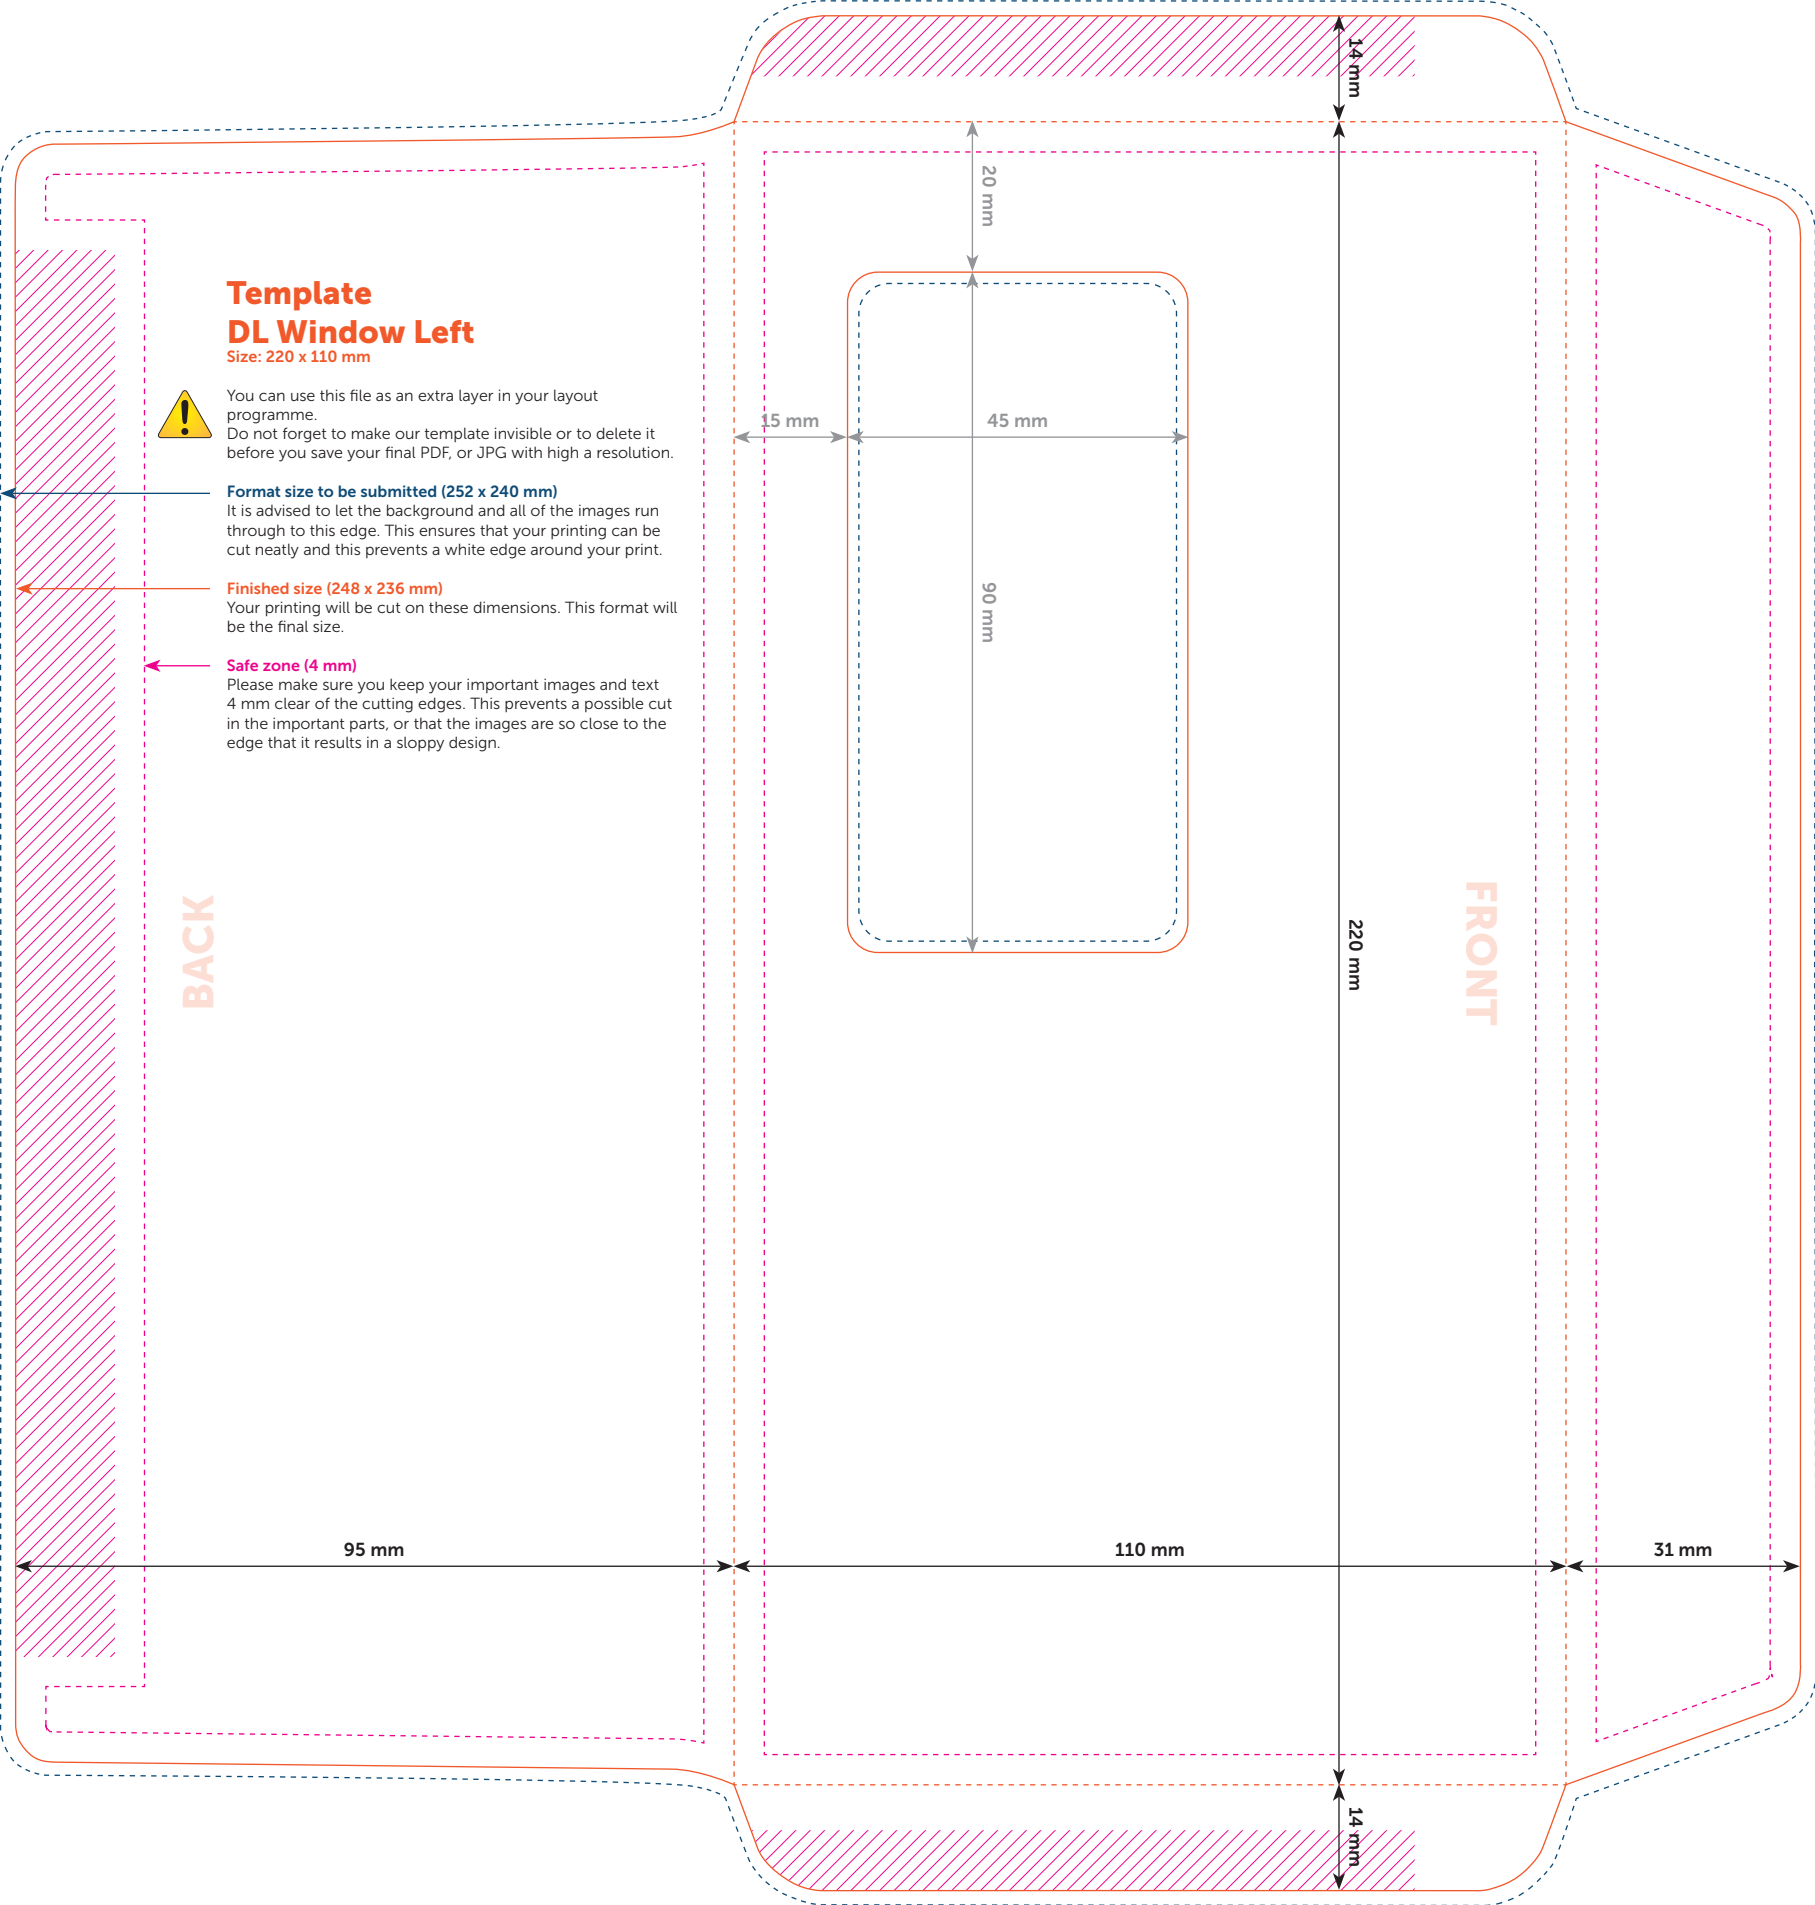 14 mm
20 mm
Template
DL Window Left
Size: 220 x 110 mm
You can use this file as an extra layer in your layout
programme.
Do not forget to make our template invisible or to delete it
before you save your final PDF, or JPG with high a resolution.
Format size to be submitted (252 x 240 mm)
It is advised to let the background and all of the images run
through to this edge. This ensures that your printing can be
cut neatly and this prevents a white edge around your print.
Finished size (248 x 236 mm)
Your printing will be cut on these dimensions. This format will
be the final size.
Safe zone (4 mm)
Please make sure you keep your important images and text
4 mm clear of the cutting edges. This prevents a possible cut
in the important parts, or that the images are so close to the
edge that it results in a sloppy design.
15 mm
45 mm
90 mm
BACK
220 mm
FRONT
95 mm
110 mm
31 mm
14 mm